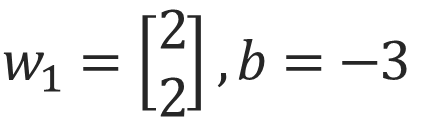 w₁ = [2 2], b = −3